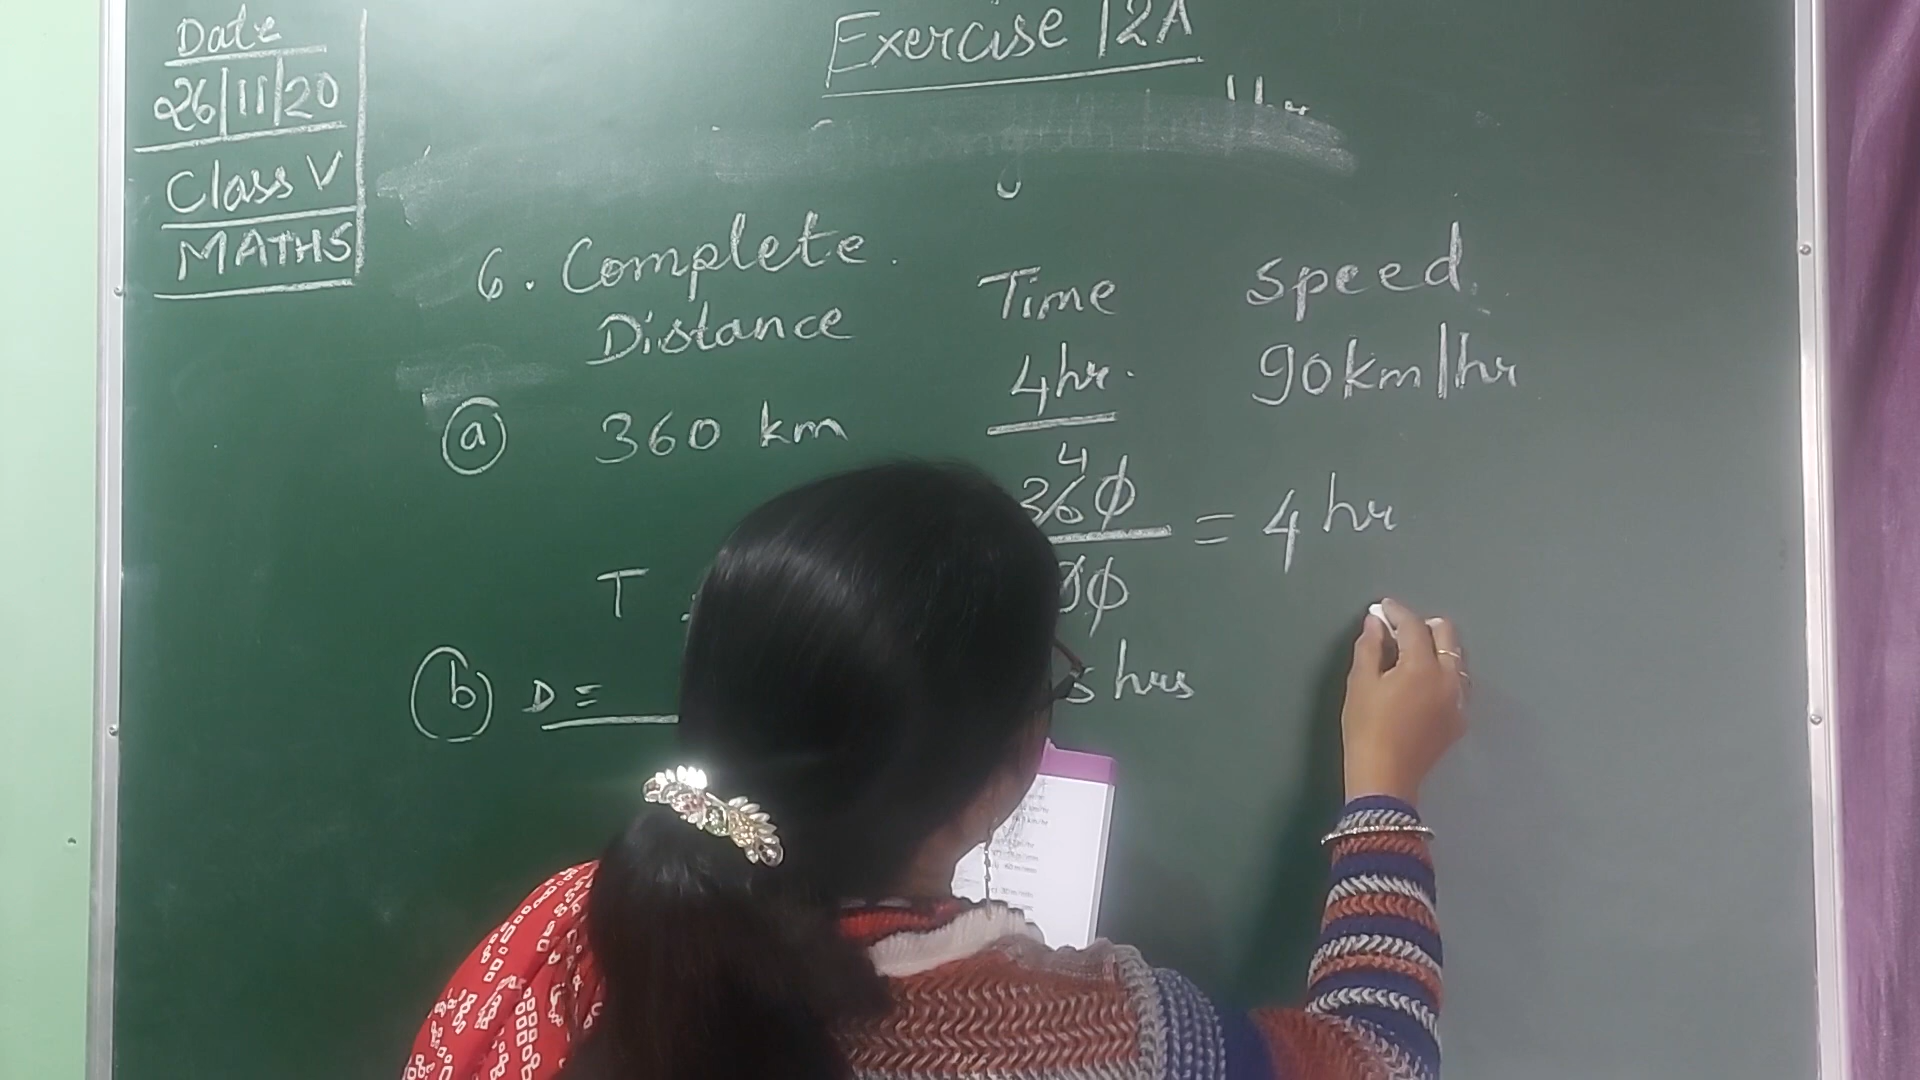 Date
26/11/20
Class V
MATHS
Exercise 12A
6. Complete.
Distance Time Speed
(a) 360 km 4hr. 90km/hr
4
T 360 = 4 hr
(b) D = hrs